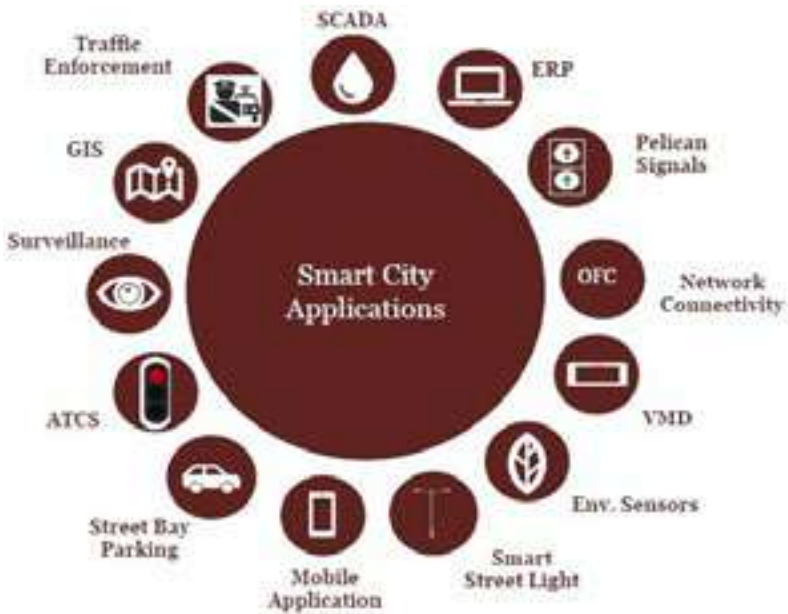 SCADA
ERP
Pelican
Signals
OFC
Network
Connectivity
VMD
Env. Sensors
Smart
Street Light
Mobile
Application
Street Bay
Parking
ATCS
Surveillance
GIS
Traffic
Enforcement
Smart City
Applications